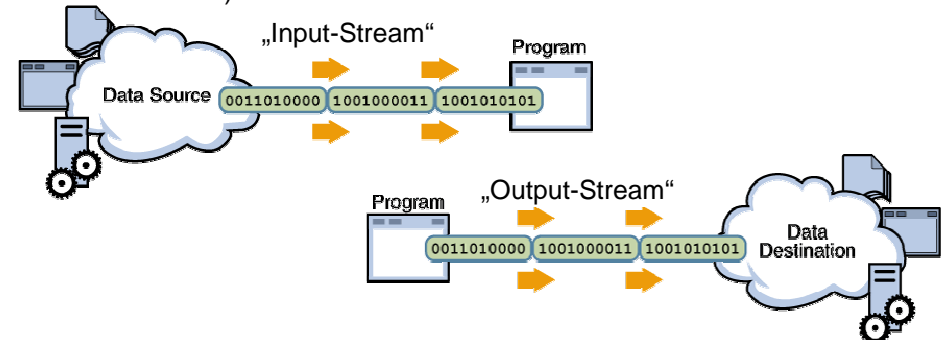 )
„Input-Stream“
Program
Data Source
0011010000 1001000011 1001010101
„Output-Stream“
Program
0011010000 1001000011 1001010101
Data
Destination